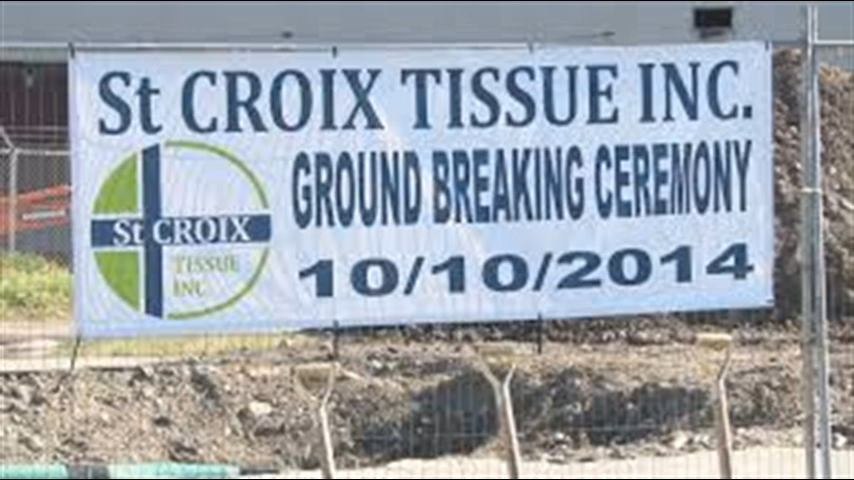 St CROIX TISSUE INC.
GROUND BREAKING CEREMONY
10/10/2014
St CROIX
TISSUE
INC